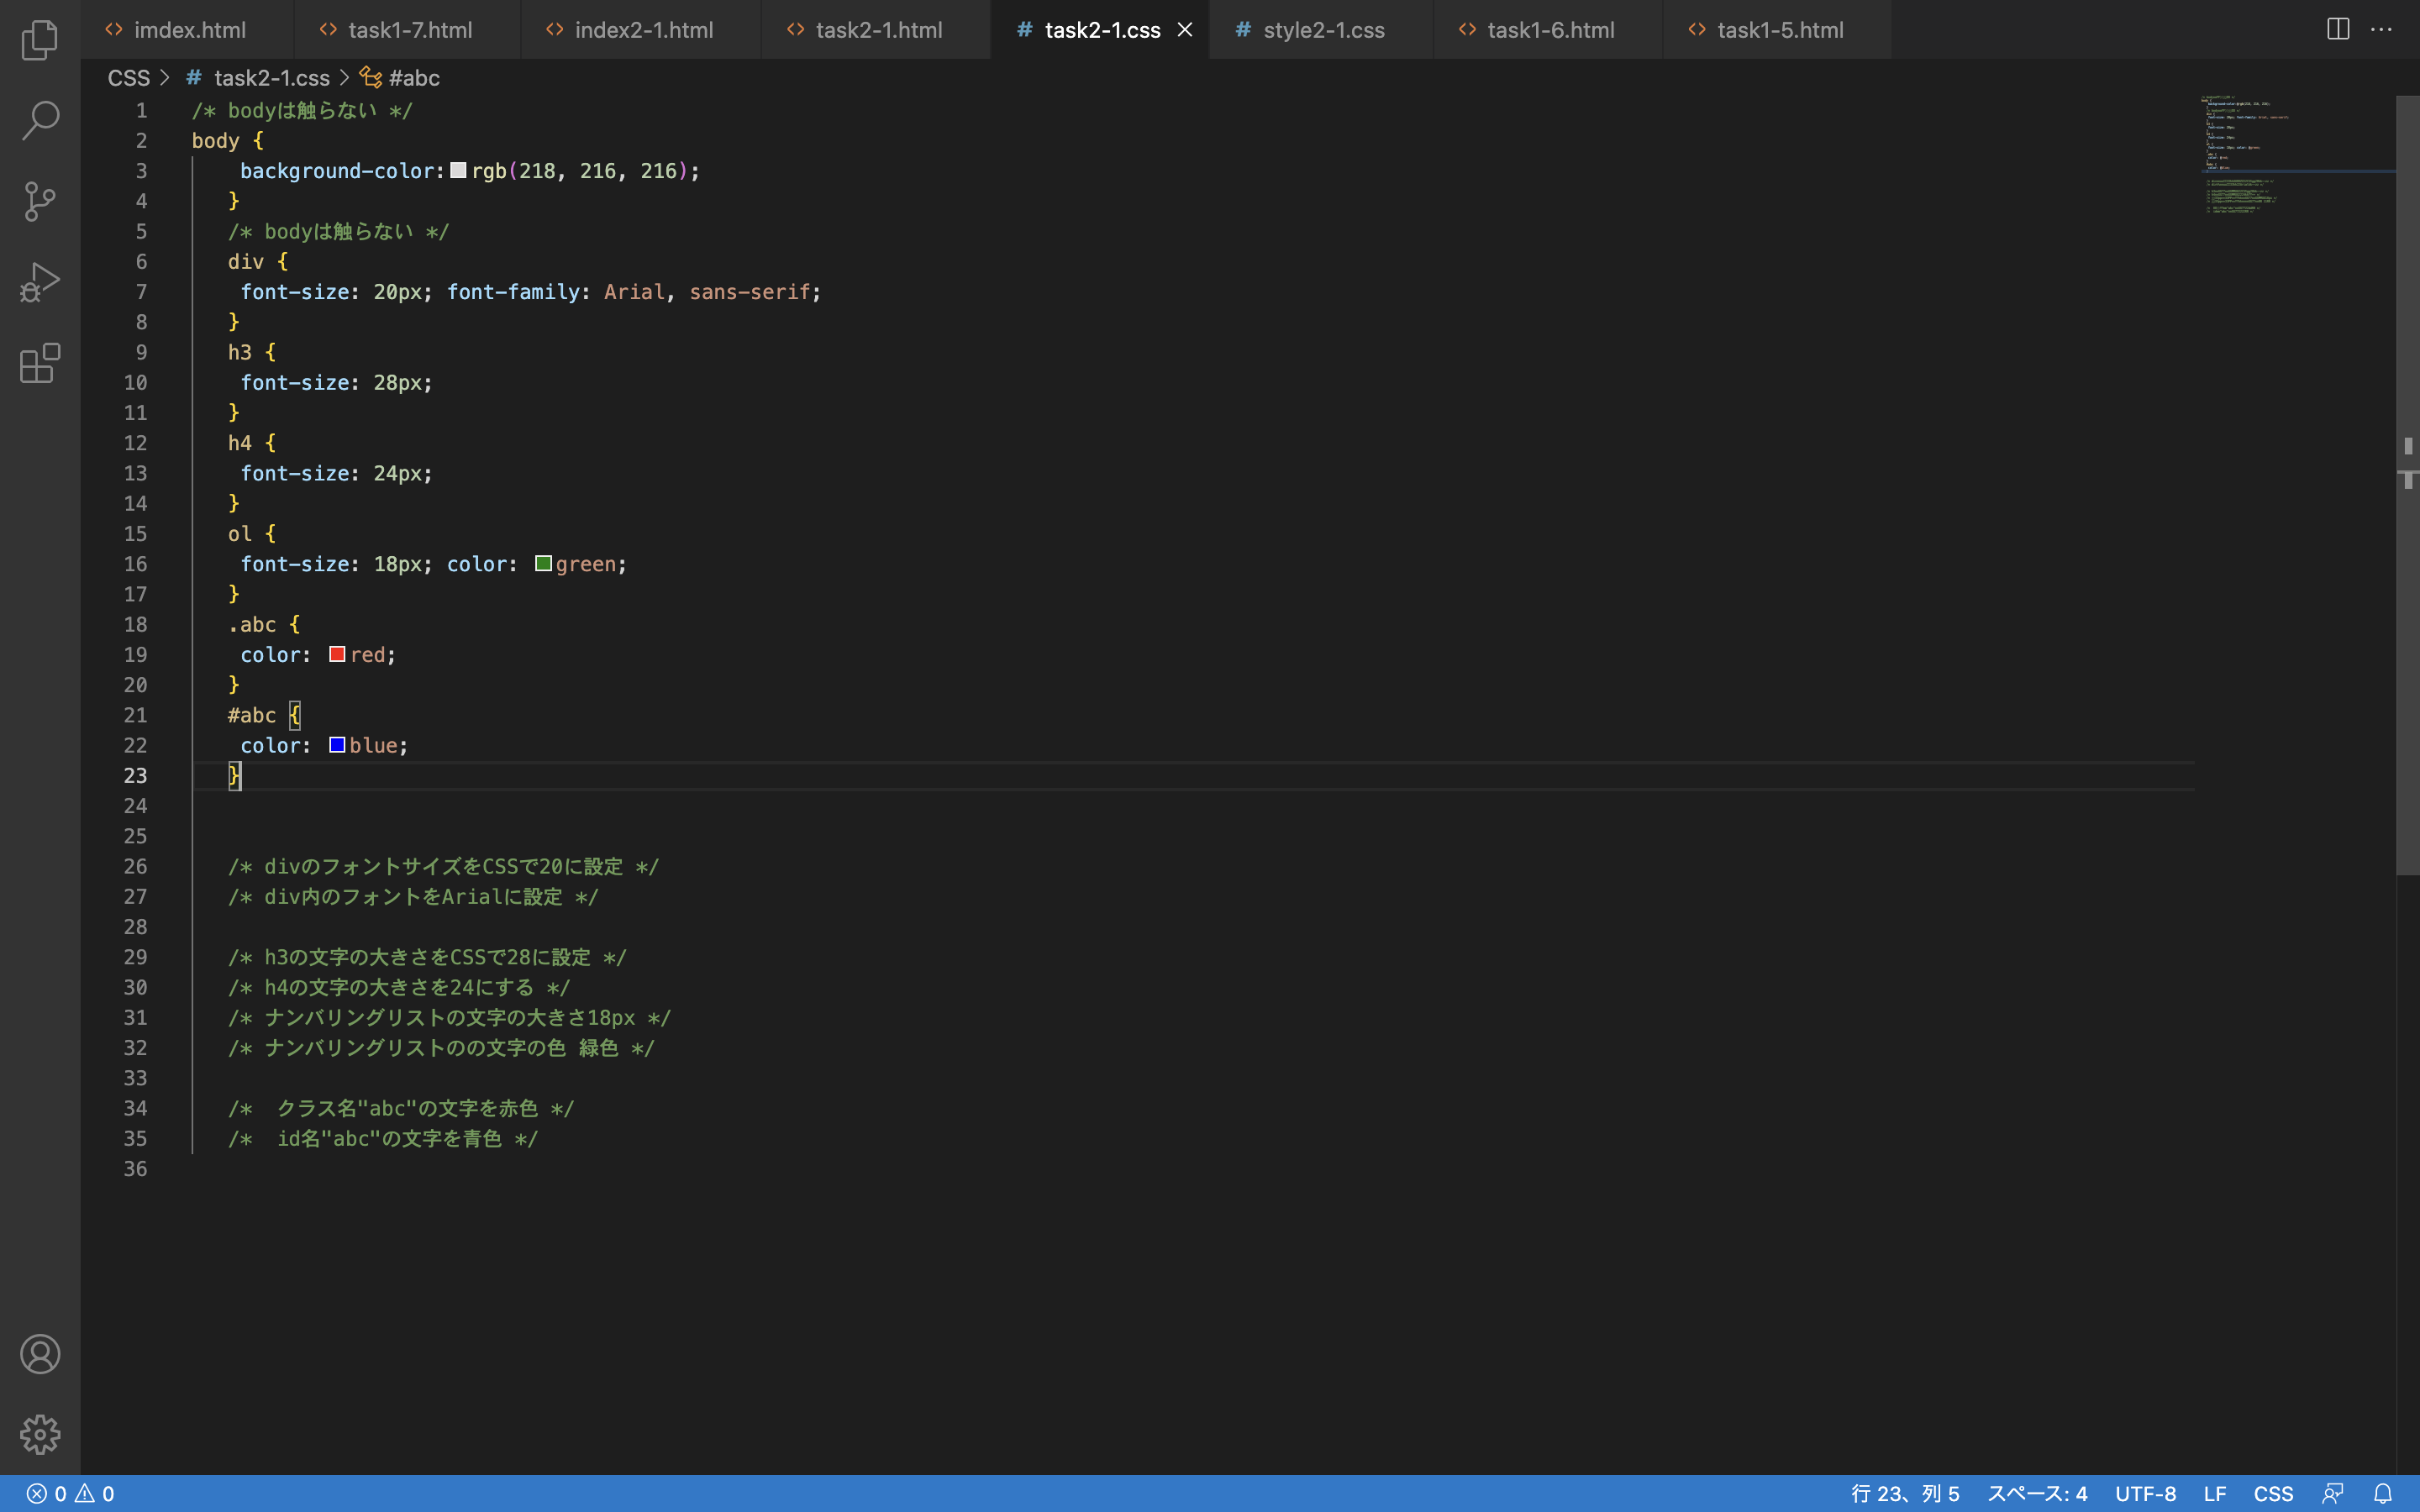 imdex.html task1-7.html index2-1.html task2-1.html task2-1.css style2-1.css task1-6.html task1-5.html
CSS > # task2-1.css > #abc
1 /* bodyは触らない */
2 body {
3 background-color: rgb(218, 216, 216);
4 }
5 /* bodyは触らない */
6 div {
7 font-size: 20px; font-family: Arial, sans-serif;
8 }
9 h3 {
10 font-size: 28px;
11 }
12 h4 {
13 font-size: 24px;
14 }
15 ol {
16 font-size: 18px; color: green;
17 }
18 .abc {
19 color: red;
20 }
21 #abc {
22 color: blue;
23 }
24
25
26 /* divのフォントサイズをCSSで20に設定 */
27 /* div内のフォントをArialに設定 */
28
29 /* h3の文字の大きさをCSSで28に設定 */
30 /* h4の文字の大きさを24にする */
31 /* ナンバリングリストの文字の大きさ18px */
32 /* ナンバリングリストのの文字の色 緑色 */
33
34 /*  クラス名"abc"の文字を赤色 */
35 /*  id名"abc"の文字を青色 */
36
0 0 行 23、列 5 スペース: 4 UTF-8 LF CSS